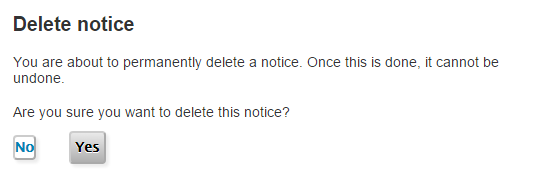 Delete notice
You are about to permanently delete a notice. Once this is done, it cannot be
undone.
Are you sure you want to delete this notice?
No Yes